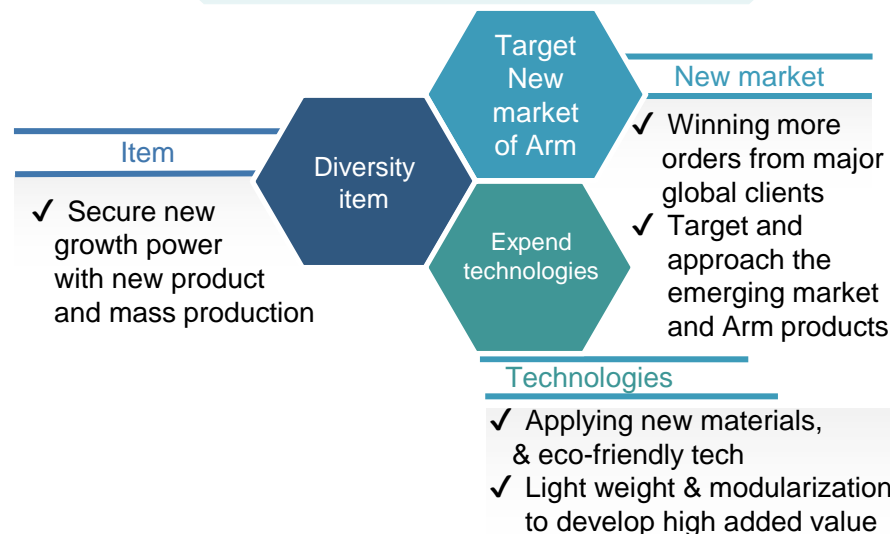 Target
New
market
of Arm
New market
✓ Winning more
orders from major
global clients
✓ Target and
approach the
emerging market
and Arm products
Item
Diversity
item
✓ Secure new
growth power
with new product
and mass production
Expend
technologies
Technologies
✓ Applying new materials,
& eco-friendly tech
✓ Light weight & modularization
to develop high added value